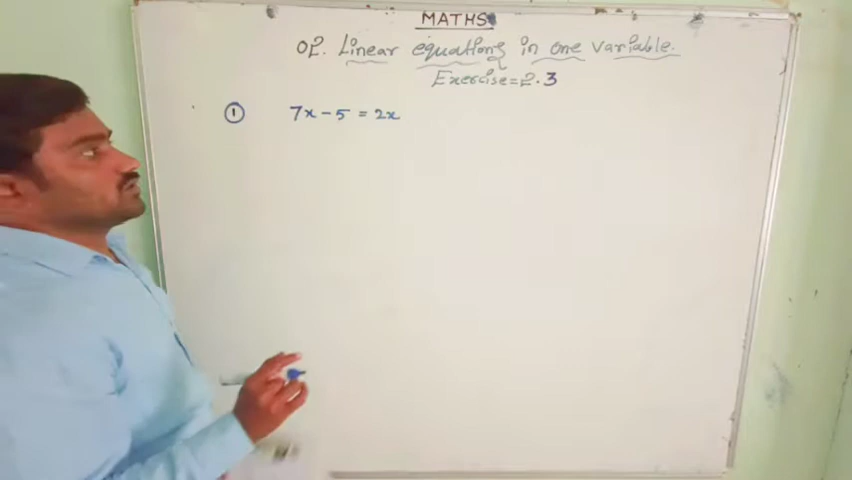 MATHS
02. Linear equations in one variable.
Exercise=2.3
① 7x-5 = 2x